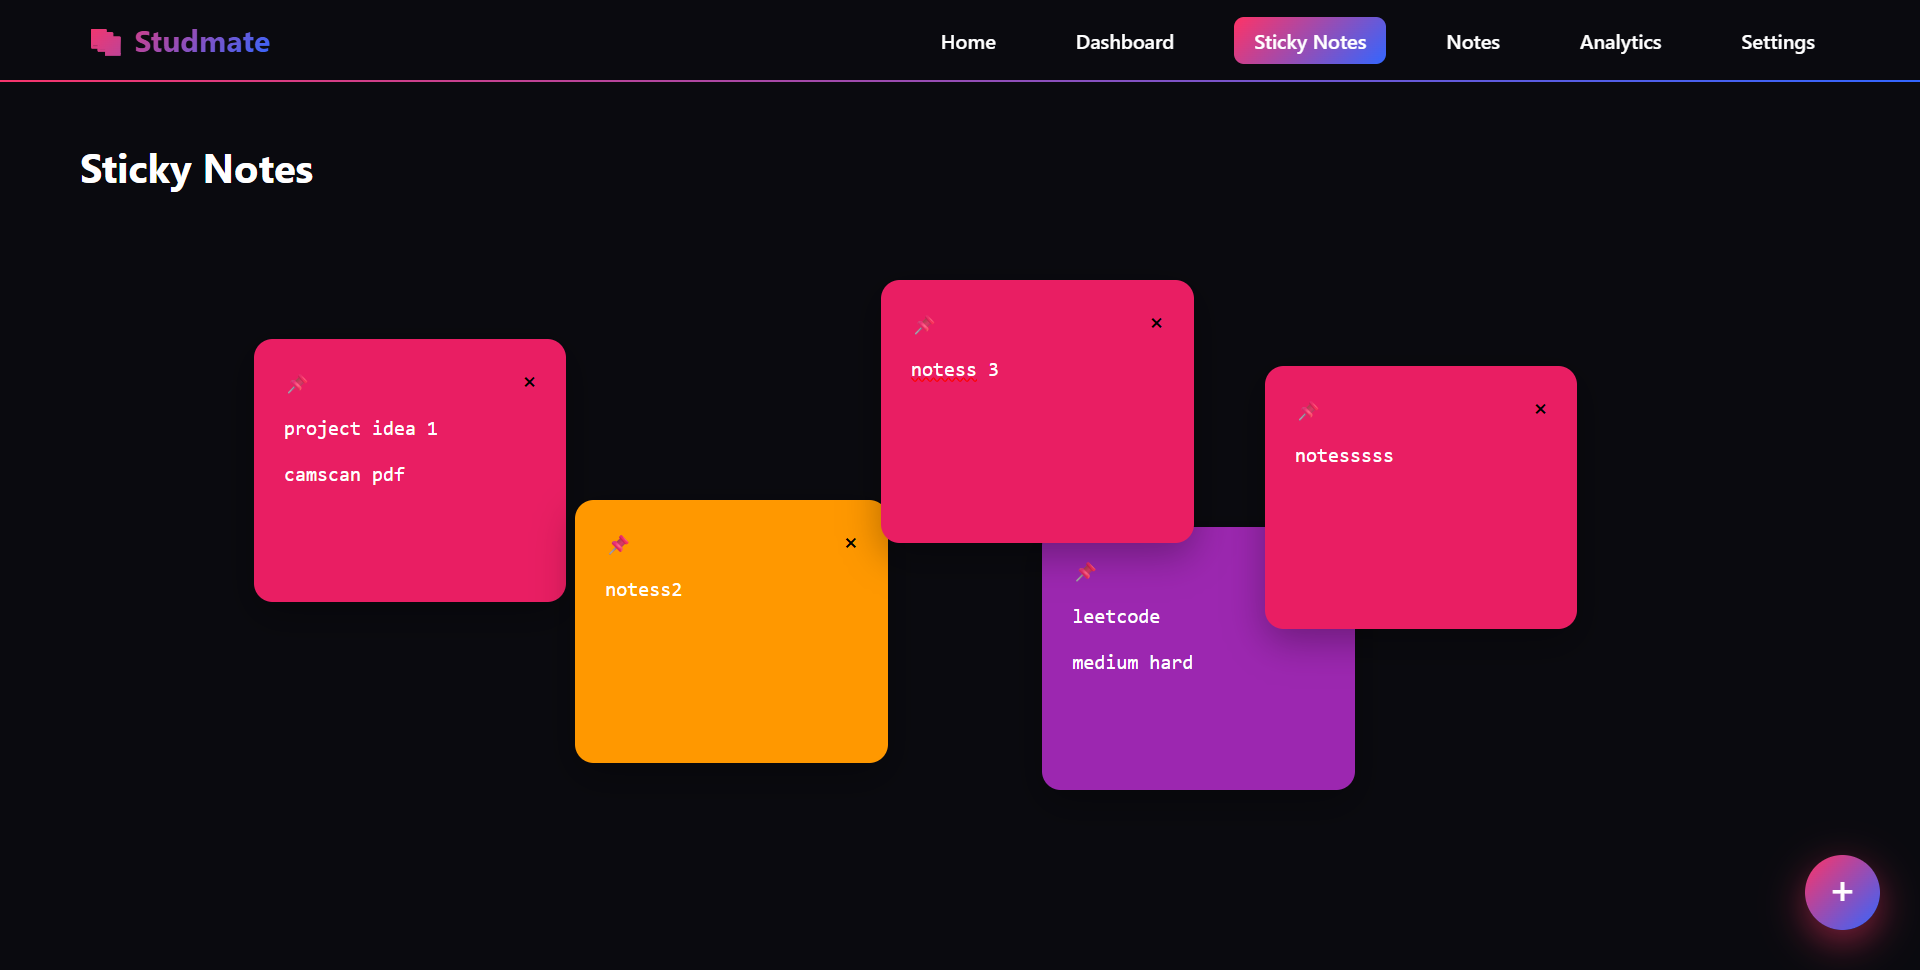 Studmate
Home
Dashboard
Sticky Notes
Notes
Analytics
Settings
Sticky Notes
project idea 1
camscan pdf
notess2
notess 3
leetcode
medium hard
notesssss